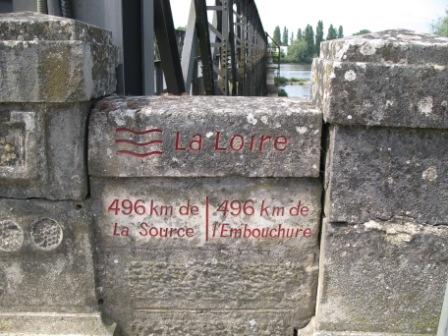 La Loire
496 km de | 496 km de
La Source | l'Embouchure